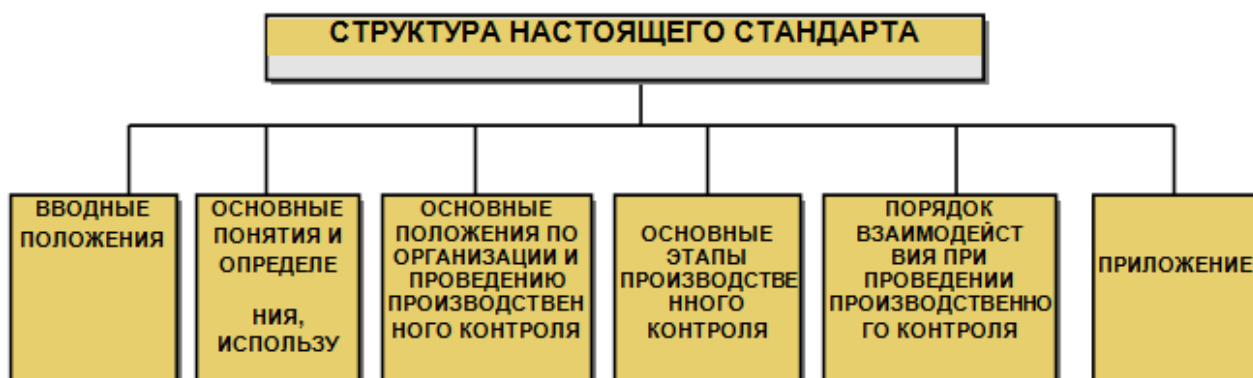 СТРУКТУРА НАСТОЯЩЕГО СТАНДАРТА
ВВОДНЫЕ
ПОЛОЖЕНИЯ
ОСНОВНЫЕ
ПОНЯТИЯ И
ОПРЕДЕЛЕ
НИЯ,
ИСПОЛЬЗУ
ОСНОВНЫЕ
ПОЛОЖЕНИЯ ПО
ОРГАНИЗАЦИИ И
ПРОВЕДЕНИЮ
ПРОИЗВОДСТВЕН
НОГО КОНТРОЛЯ
ОСНОВНЫЕ
ЭТАПЫ
ПРОИЗВОДСТВЕ
ННОГО
КОНТРОЛЯ
ПОРЯДОК
ВЗАИМОДЕЙСТ
ВИЯ ПРИ
ПРОВЕДЕНИИ
ПРОИЗВОДСТВЕННО
ГО КОНТРОЛЯ
ПРИЛОЖЕНИЕ